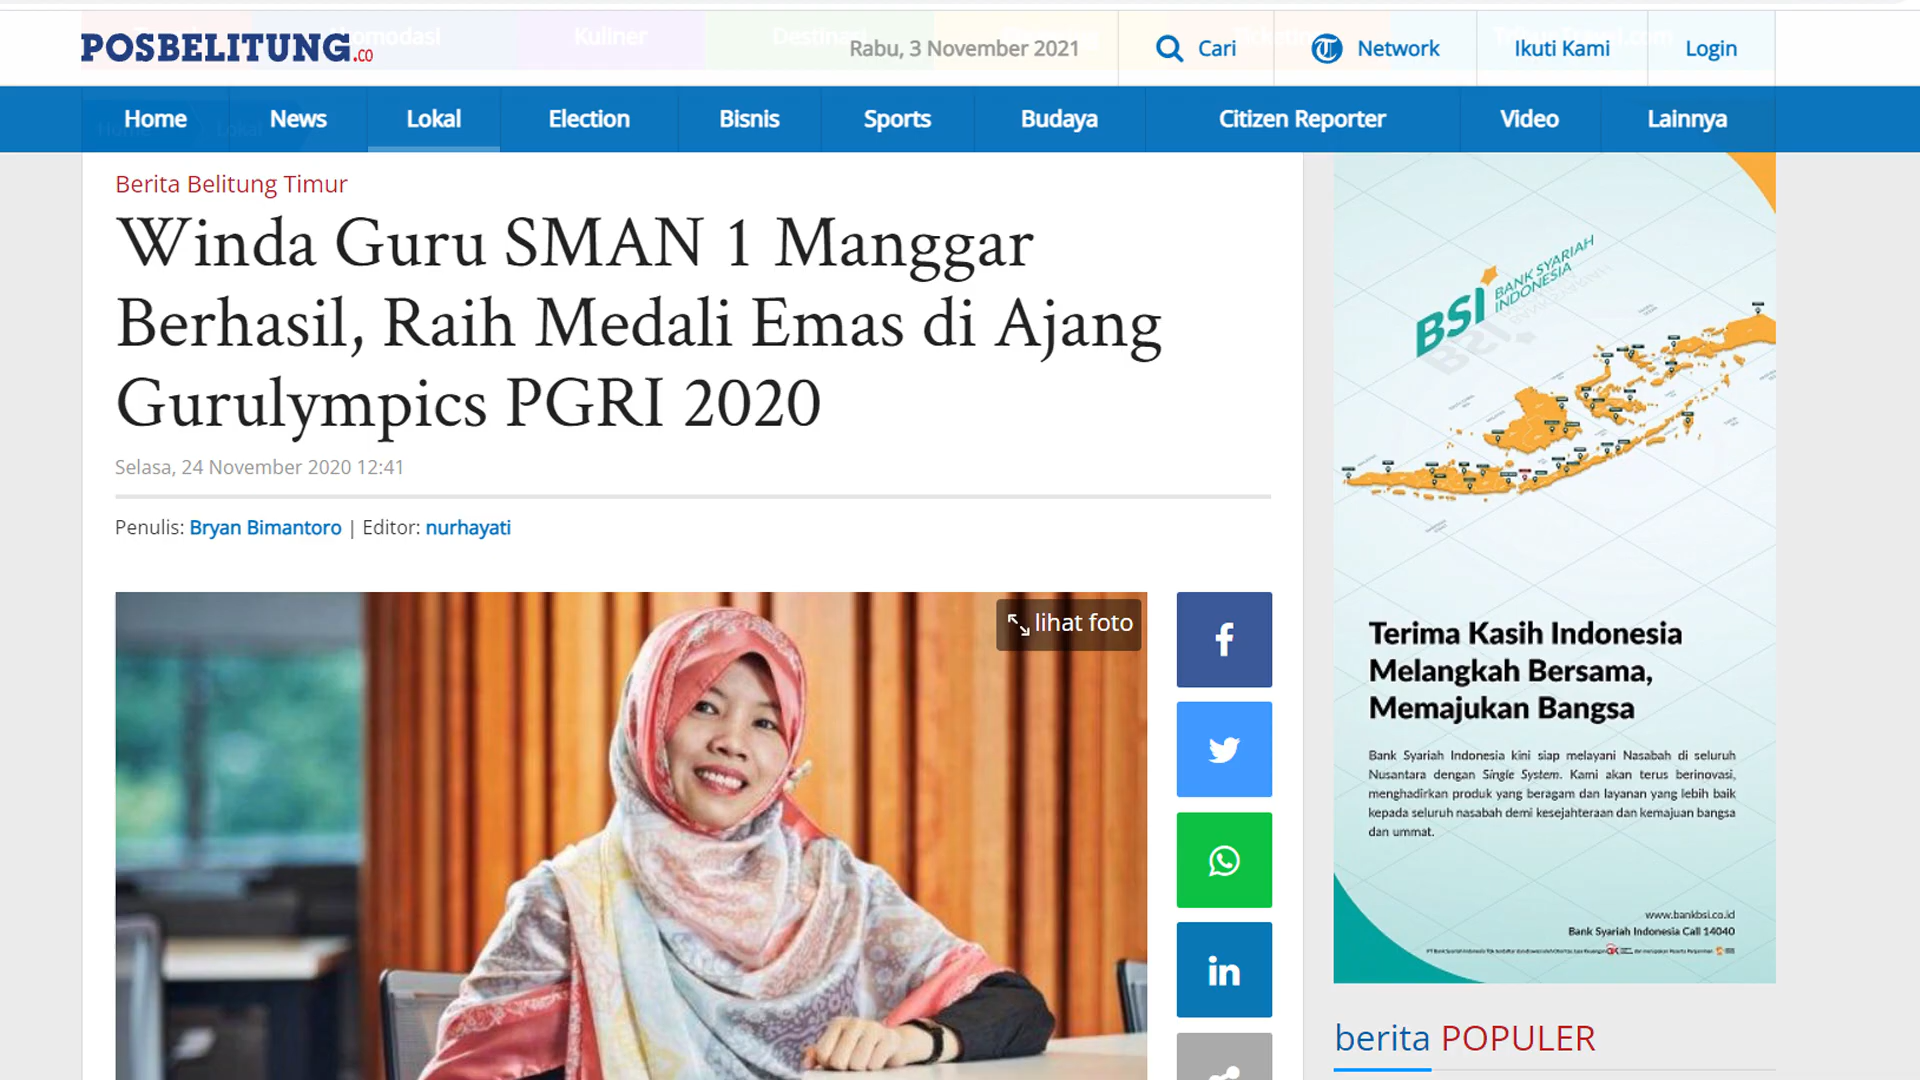 POSBELITUNG.co
Rabu, 3 November 2021
Cari
Network
Ikuti Kami
Login
Home
News
Lokal
Election
Bisnis
Sports
Budaya
Citizen Reporter
Video
Lainnya
Berita Belitung Timur
Winda Guru SMAN 1 Manggar
Berhasil, Raih Medali Emas di Ajang
Gurulympics PGRI 2020
Selasa, 24 November 2020 12:41
Penulis: Bryan Bimantoro | Editor: nurhayati
lihat foto
BSI BANK SYARIAH
INDONESIA
Terima Kasih Indonesia
Melangkah Bersama,
Memajukan Bangsa
Bank Syariah Indonesia kini siap melayani Nasabah di seluruh
Nusantara dengan Single System. Kami akan terus berinovasi,
menghadirkan produk yang beragam dan layanan yang lebih baik
kepada seluruh nasabah demi kesejahteraan dan kemajuan bangsa
dan ummat.
www.bankbsi.co.id
Bank Syariah Indonesia Call 14040
berita POPULER